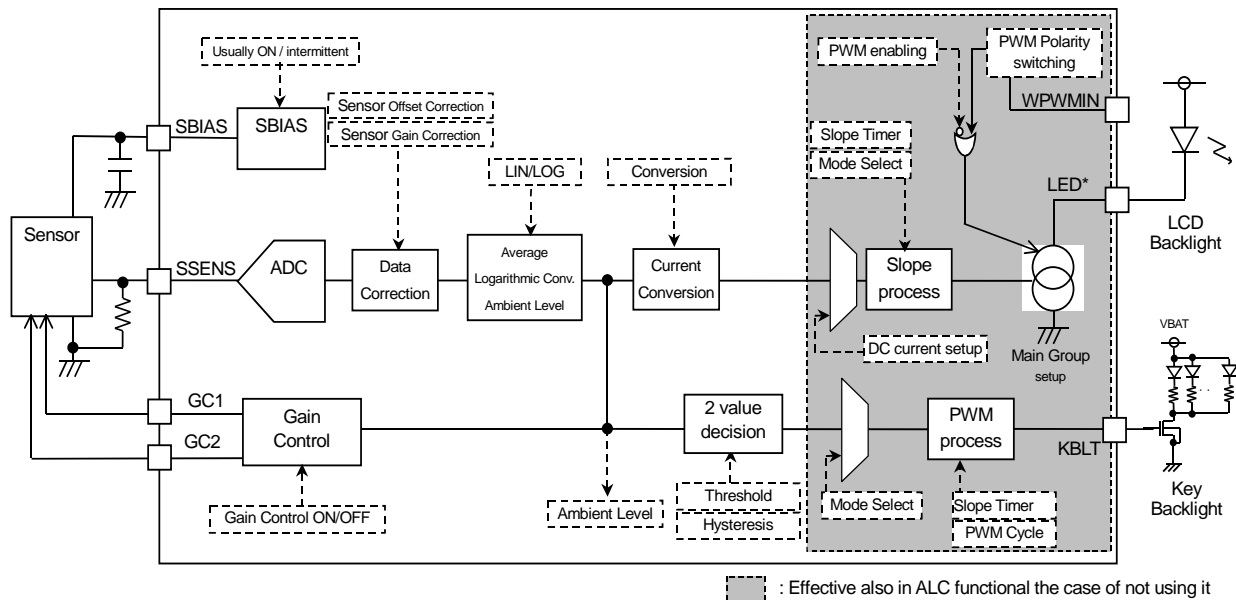 Usually ON / intermittent
PWM enabling
PWM Polarity
switching
WPWMIN
SBIAS
SBIAS
Sensor Offset Correction
Sensor Gain Correction
Slope Timer
Mode Select
LIN/LOG
Conversion
LED*
LCD
Backlight
Sensor
SSENS
ADC
Data
Correction
Average
Logarithmic Conv.
Ambient Level
Current
Conversion
Slope
process
DC current setup
Main Group
setup
VBAT
GC1
GC2
Gain
Control
2 value
decision
PWM
process
KBLT
Key
Backlight
Gain Control ON/OFF
Ambient Level
Threshold
Hysteresis
Mode Select
Slope Timer
PWM Cycle
: Effective also in ALC functional the case of not using it